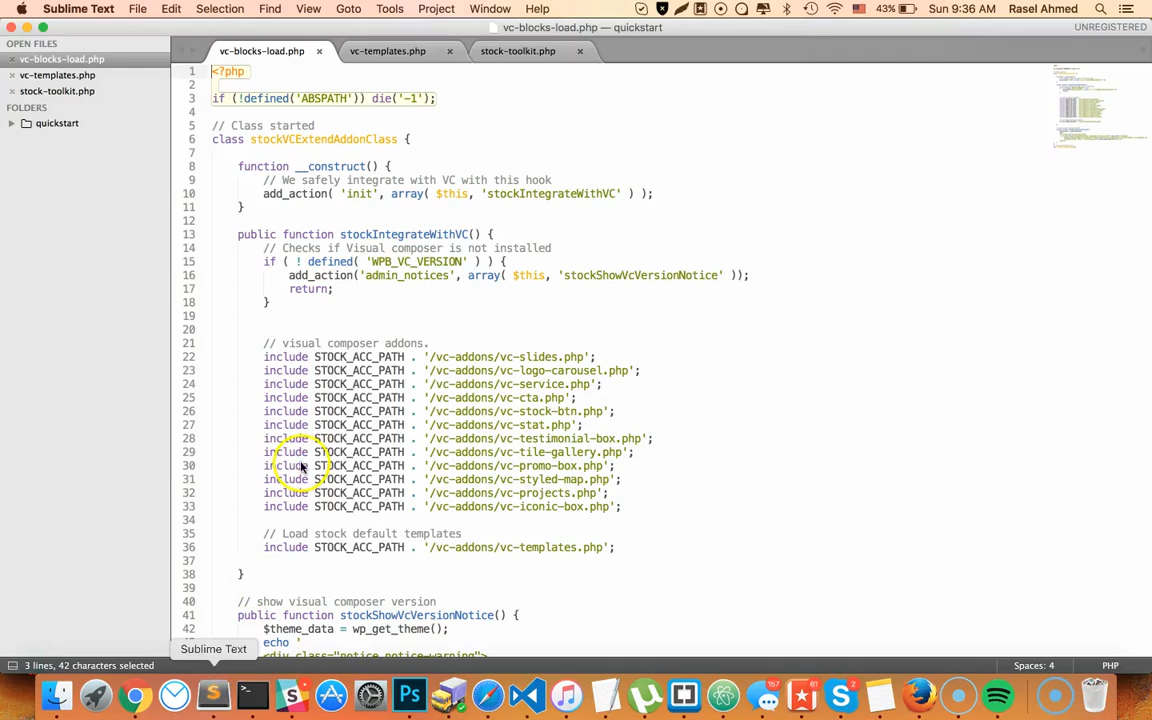 Sublime Text File Edit Selection Find View Goto Tools Project Window Help 43% Sun 9:36 AM Rasel Ahmed
vc-blocks-load.php — quickstart UNREGISTERED
OPEN FILES
vc-blocks-load.php
vc-templates.php
stock-toolkit.php
FOLDERS
quickstart
vc-blocks-load.php vc-templates.php stock-toolkit.php
1 <?php
2
3 if (!defined('ABSPATH')) die('-1');
4
5 // Class started
6 class stockVCExtendAddonClass {
7
8 function __construct() {
9 // We safely integrate with VC with this hook
10 add_action( 'init', array( $this, 'stockIntegrateWithVC' ) );
11 }
12
13 public function stockIntegrateWithVC() {
14 // Checks if Visual composer is not installed
15 if ( ! defined( 'WPB_VC_VERSION' ) ) {
16 add_action('admin_notices', array( $this, 'stockShowVcVersionNotice' ));
17 return;
18 }
19
20
21 // visual composer addons.
22 include STOCK_ACC_PATH . '/vc-addons/vc-slides.php';
23 include STOCK_ACC_PATH . '/vc-addons/vc-logo-carousel.php';
24 include STOCK_ACC_PATH . '/vc-addons/vc-service.php';
25 include STOCK_ACC_PATH . '/vc-addons/vc-cta.php';
26 include STOCK_ACC_PATH . '/vc-addons/vc-stock-btn.php';
27 include STOCK_ACC_PATH . '/vc-addons/vc-stat.php';
28 include STOCK_ACC_PATH . '/vc-addons/vc-testimonial-box.php';
29 include STOCK_ACC_PATH . '/vc-addons/vc-tile-gallery.php';
30 include STOCK_ACC_PATH . '/vc-addons/vc-promo-box.php';
31 include STOCK_ACC_PATH . '/vc-addons/vc-styled-map.php';
32 include STOCK_ACC_PATH . '/vc-addons/vc-projects.php';
33 include STOCK_ACC_PATH . '/vc-addons/vc-iconic-box.php';
34
35 // Load stock default templates
36 include STOCK_ACC_PATH . '/vc-addons/vc-templates.php';
37
38 }
39
40 // show visual composer version
41 public function stockShowVcVersionNotice() {
42 $theme_data = wp_get_theme();
echo '
<div class="notice notice-warning">
Sublime Text
3 lines, 42 characters selected Spaces: 4 PHP